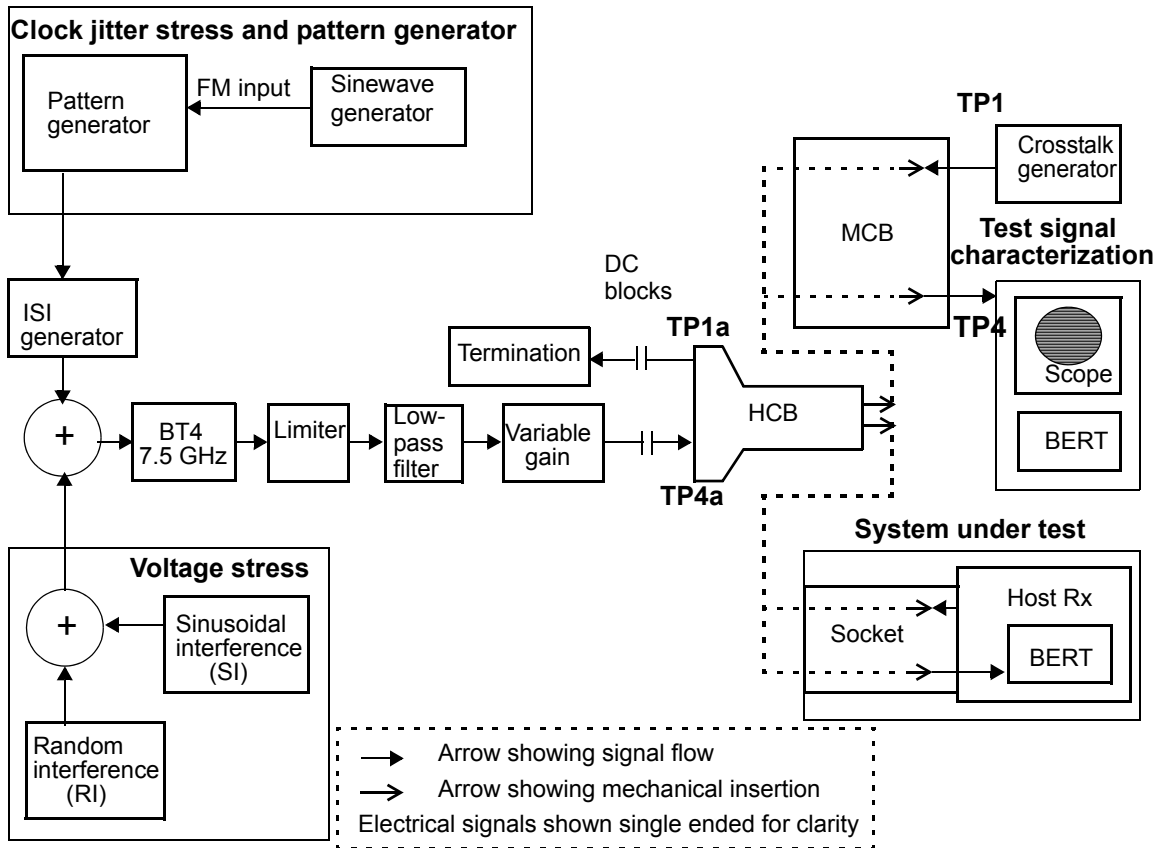 Clock jitter stress and pattern generator
Pattern
generator
FM input
Sinewave
generator
ISI
generator
+
BT4
7.5 GHz
Limiter
Low-
pass
filter
Variable
gain
Termination
DC
blocks
TP1a
HCB
TP4a
TP1
Crosstalk
generator
MCB
Test signal
characterization
TP4
Scope
BERT
System under test
Host Rx
Socket
BERT
Voltage stress
+
Sinusoidal
interference
(SI)
Random
interference
(RI)
Arrow showing signal flow
Arrow showing mechanical insertion
Electrical signals shown single ended for clarity